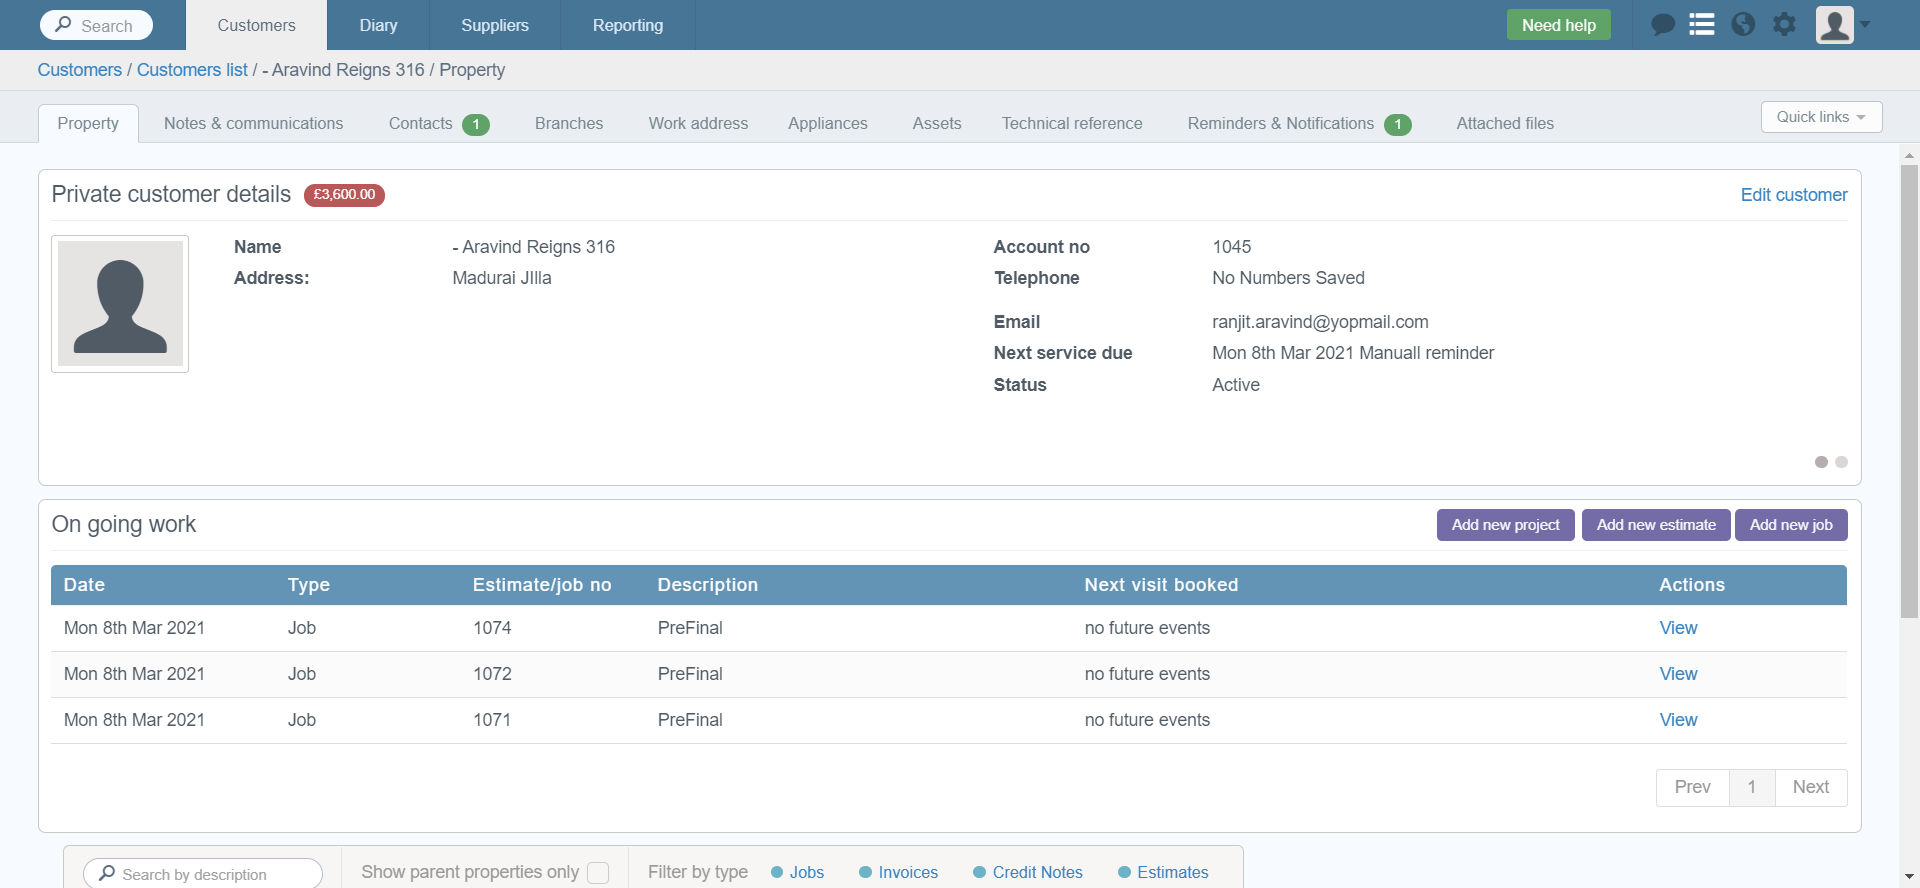 Search Customers Diary Suppliers Reporting Need help
Customers / Customers list / - Aravind Reigns 316 / Property
Property Notes & communications Contacts 1 Branches Work address Appliances Assets Technical reference Reminders & Notifications 1 Attached files Quick links
Private customer details £3,600.00 Edit customer
Name - Aravind Reigns 316 Account no 1045
Address: Madurai JIlla Telephone No Numbers Saved
Email ranjit.aravind@yopmail.com
Next service due Mon 8th Mar 2021 Manuall reminder
Status Active
On going work Add new project Add new estimate Add new job
Date Type Estimate/job no Description Next visit booked Actions
Mon 8th Mar 2021 Job 1074 PreFinal no future events View
Mon 8th Mar 2021 Job 1072 PreFinal no future events View
Mon 8th Mar 2021 Job 1071 PreFinal no future events View
Prev 1 Next
Search by description Show parent properties only Filter by type Jobs Invoices Credit Notes Estimates